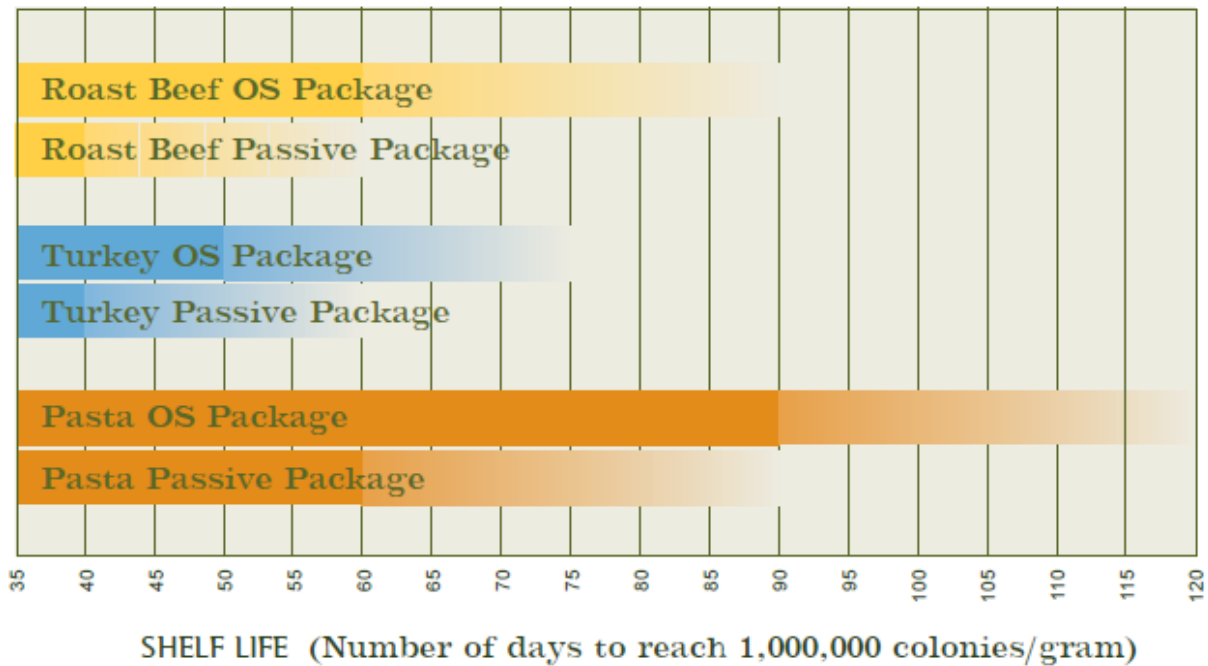 Roast Beef OS Package
Roast Beef Passive Package
Turkey OS Package
Turkey Passive Package
Pasta OS Package
Pasta Passive Package
35 40 45 50 55 60 65 70 75 80 85 90 95 100 105 110 115 120
SHELF LIFE (Number of days to reach 1,000,000 colonies/gram)